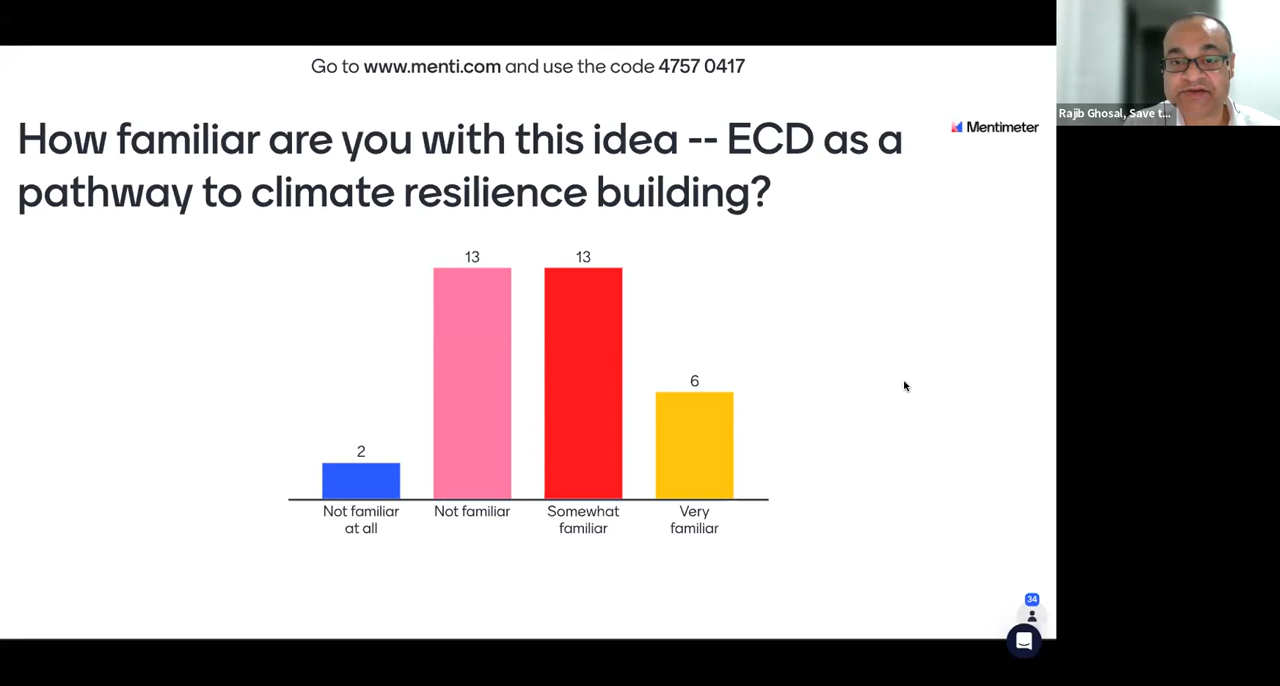 Go to www.menti.com and use the code 4757 0417
How familiar are you with this idea -- ECD as a
pathway to climate resilience building?
Mentimeter
Rajib Ghosal, Save t...
13
13
6
2
Not familiar
at all
Not familiar
Somewhat
familiar
Very
familiar
34